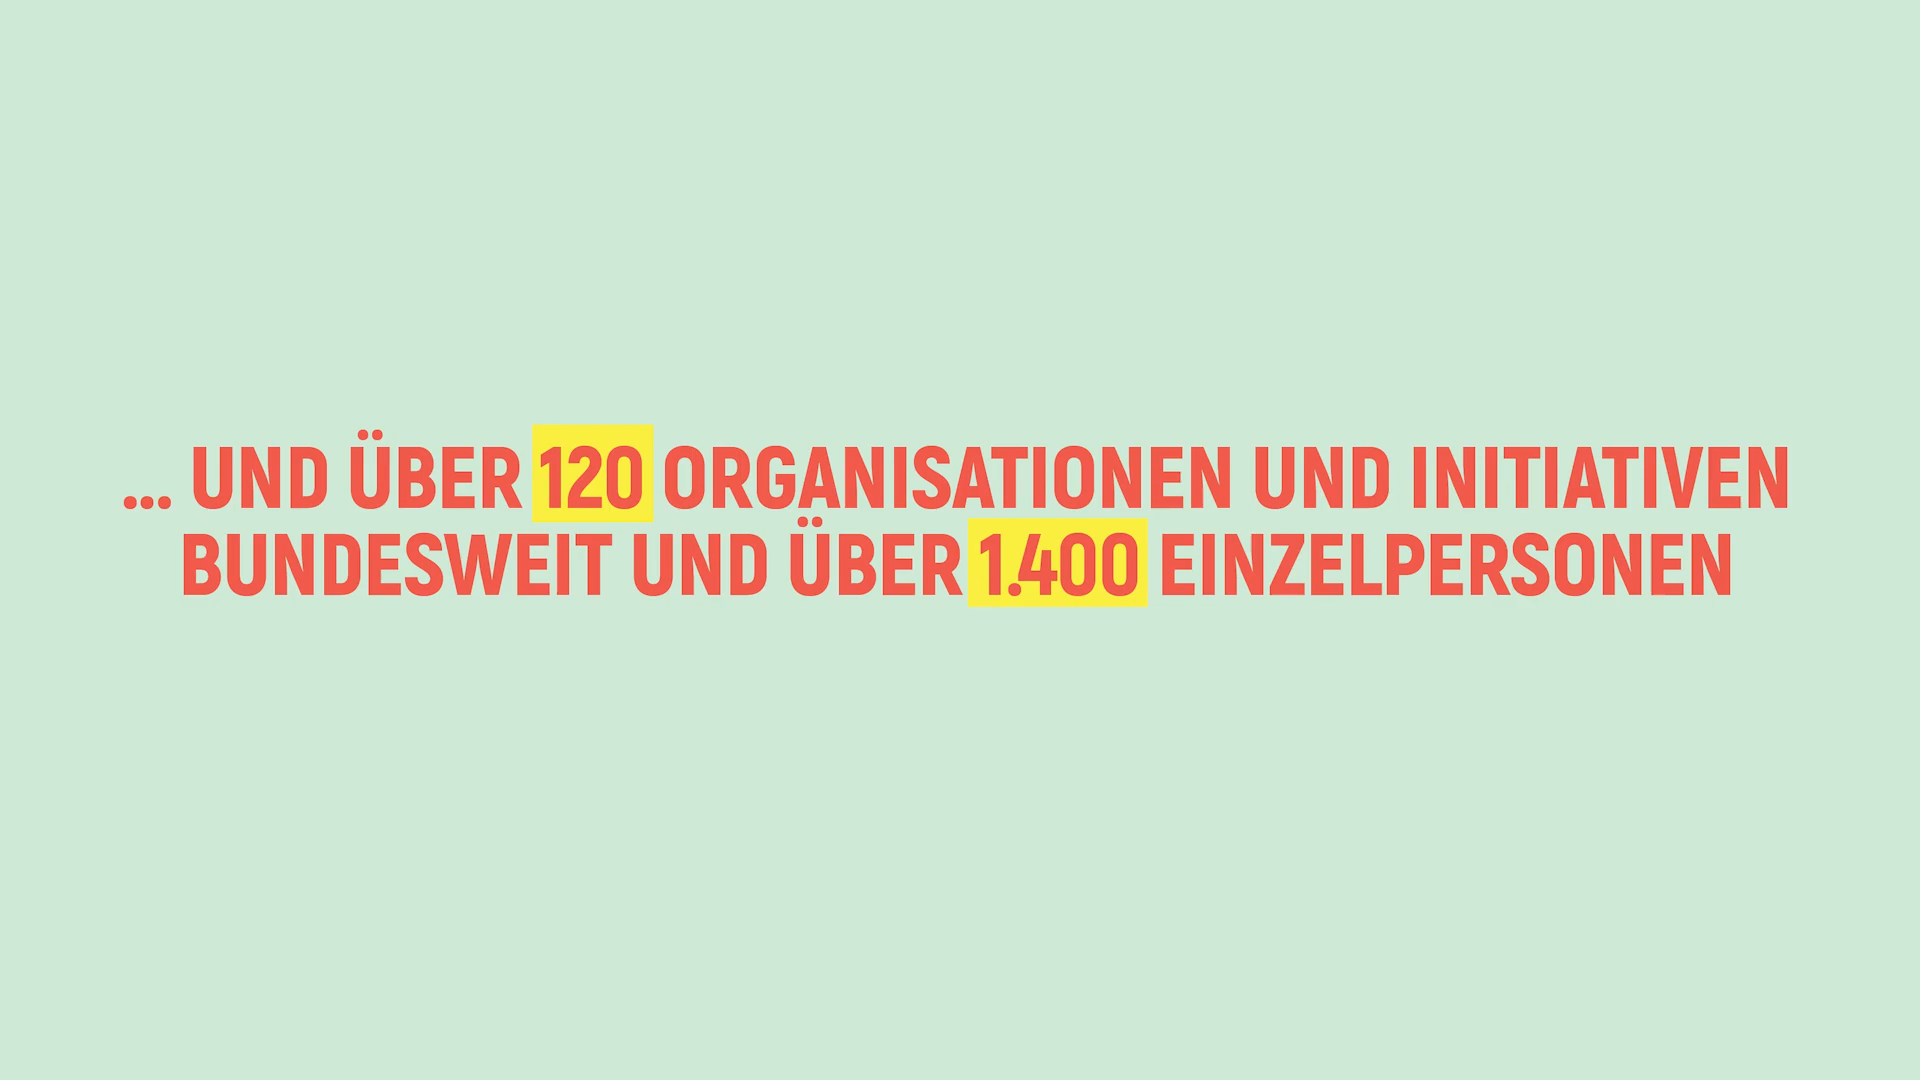 ... UND ÜBER 120 ORGANISATIONEN UND INITIATIVEN
BUNDESWEIT UND ÜBER 1.400 EINZELPERSONEN